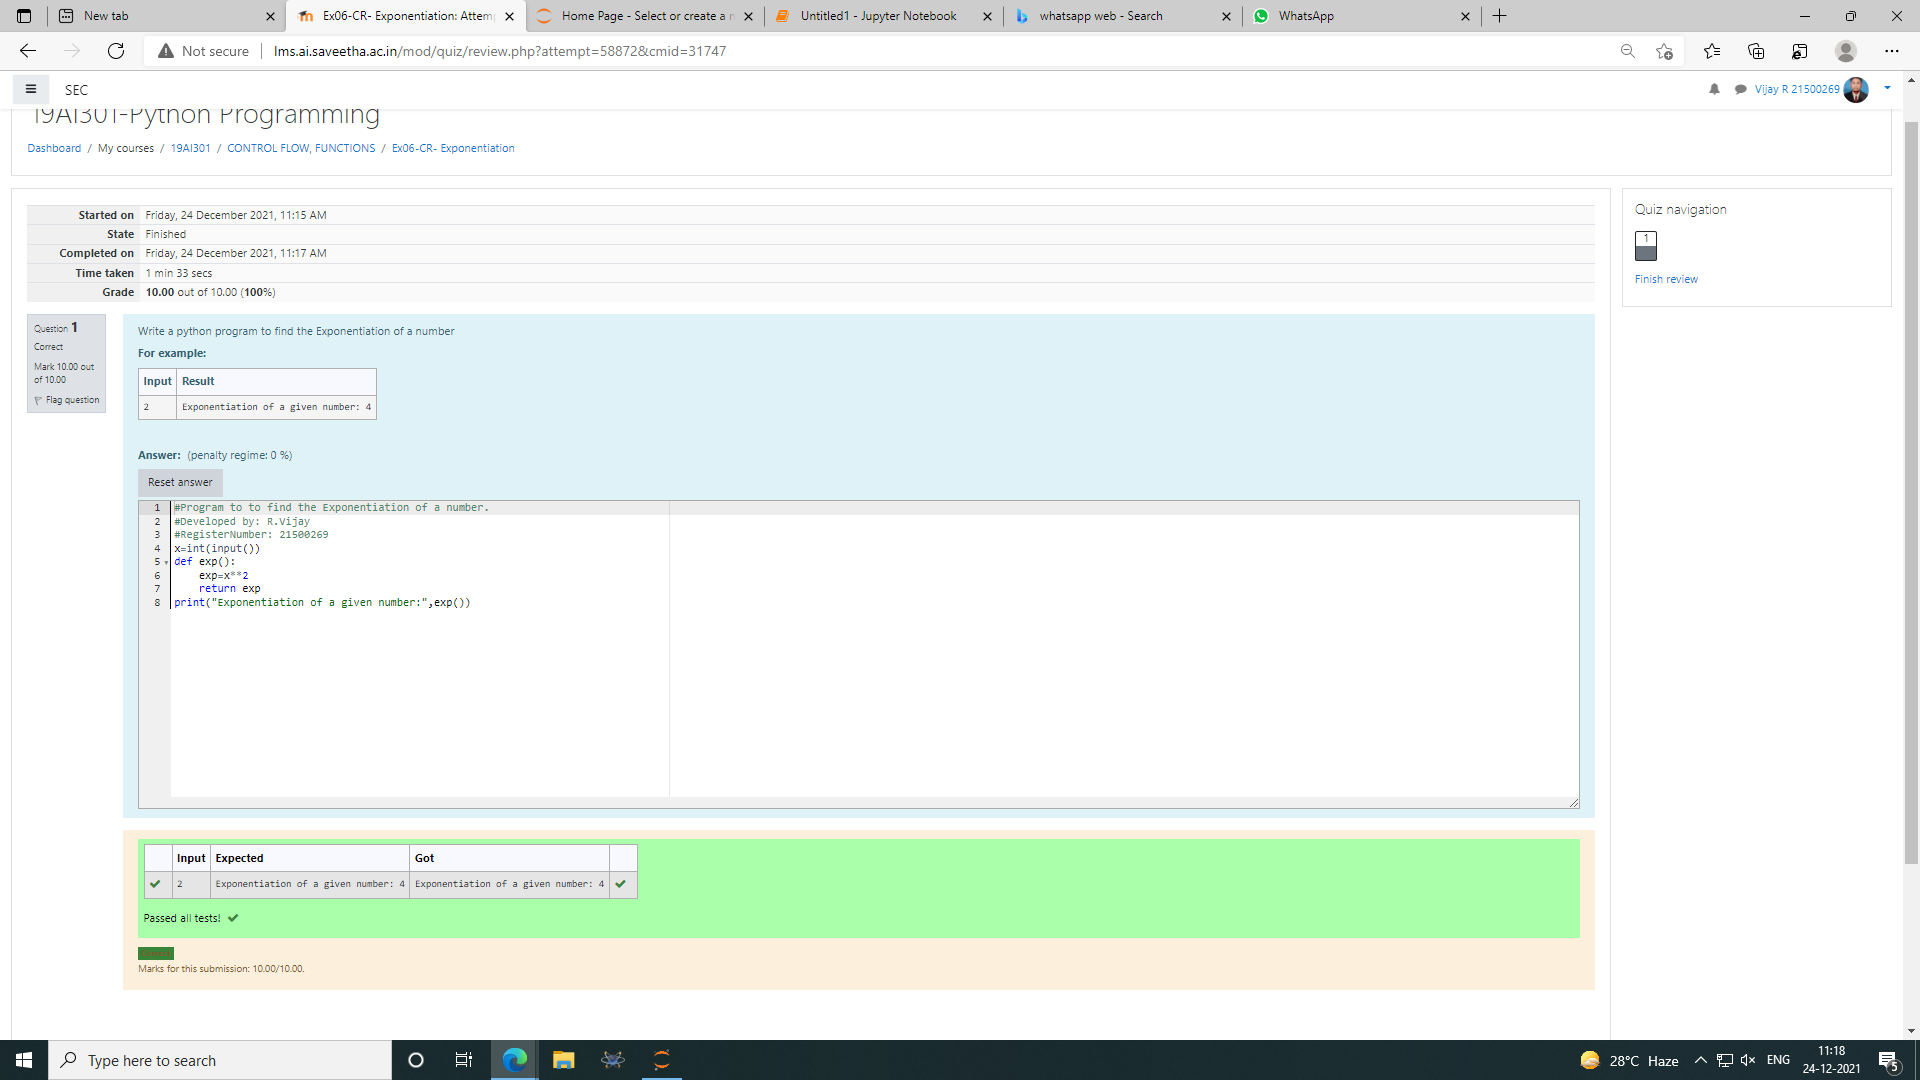 New tab
Ex06-CR- Exponentiation: Attem
Home Page - Select or create a n
Untitled1 - Jupyter Notebook
whatsapp web - Search
WhatsApp
Not secure
lms.ai.saveetha.ac.in/mod/quiz/review.php?attempt=58872&cmid=31747
SEC
Vijay R 21500269
19AI301-Python Programming
Dashboard / My courses / 19AI301 / CONTROL FLOW, FUNCTIONS / Ex06-CR- Exponentiation
Started on Friday, 24 December 2021, 11:15 AM
State Finished
Completed on Friday, 24 December 2021, 11:17 AM
Time taken 1 min 33 secs
Grade 10.00 out of 10.00 (100%)
Quiz navigation
1
Finish review
Question 1
Correct
Mark 10.00 out
of 10.00
Flag question
Write a python program to find the Exponentiation of a number
For example:
Input Result
2 Exponentiation of a given number: 4
Answer: (penalty regime: 0 %)
Reset answer
1 #Program to to find the Exponentiation of a number.
2 #Developed by: R.Vijay
3 #RegisterNumber: 21500269
4 x=int(input())
5 def exp():
6     exp=x**2
7     return exp
8 print("Exponentiation of a given number:",exp())
Input Expected Got
2 Exponentiation of a given number: 4 Exponentiation of a given number: 4
Passed all tests!
Marks for this submission: 10.00/10.00.
Type here to search
28°C Haze
ENG
11:18
24-12-2021
5